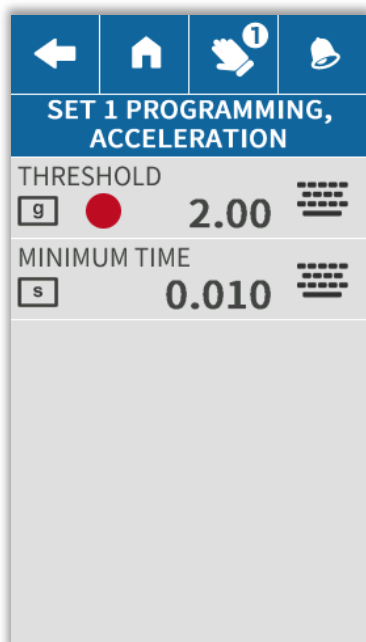 1
SET 1 PROGRAMMING,
ACCELERATION
THRESHOLD
g 2.00
MINIMUM TIME
s 0.010